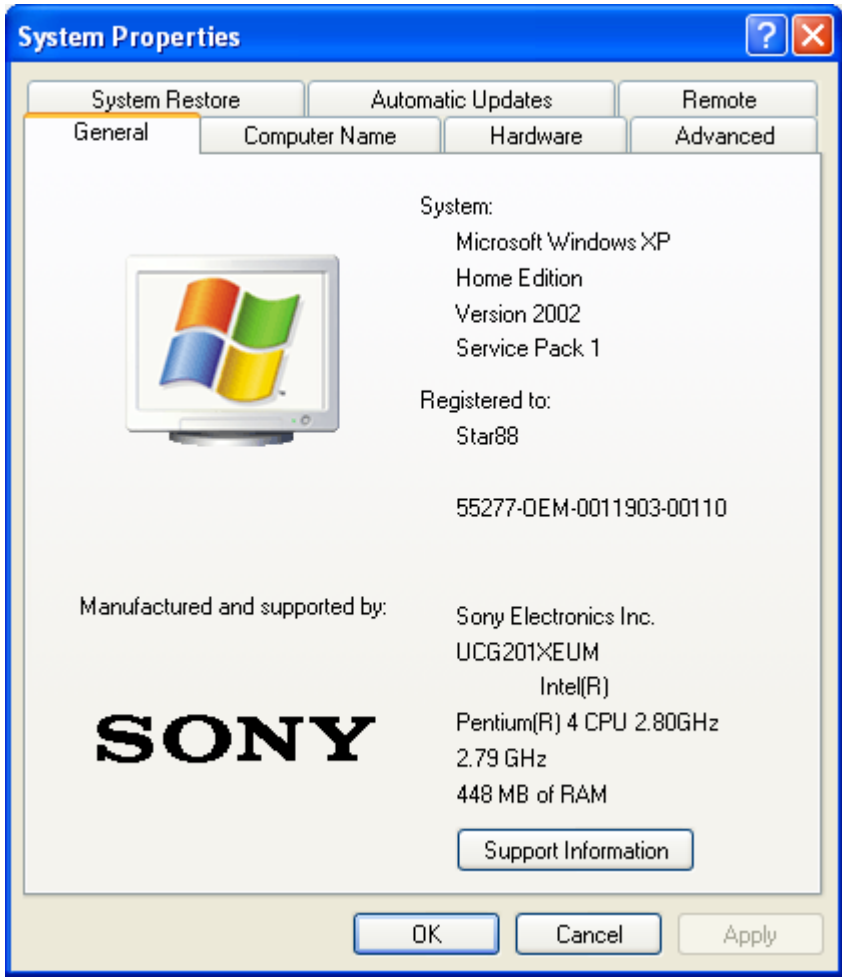 System Properties
System Restore Automatic Updates Remote
General Computer Name Hardware Advanced
System:
Microsoft Windows XP
Home Edition
Version 2002
Service Pack 1
Registered to:
Star88
55277-OEM-0011903-00110
Manufactured and supported by:
Sony Electronics Inc.
UCG201XEUM
Intel(R)
Pentium(R) 4 CPU 2.80GHz
2.79 GHz
448 MB of RAM
SONY
Support Information
OK Cancel Apply